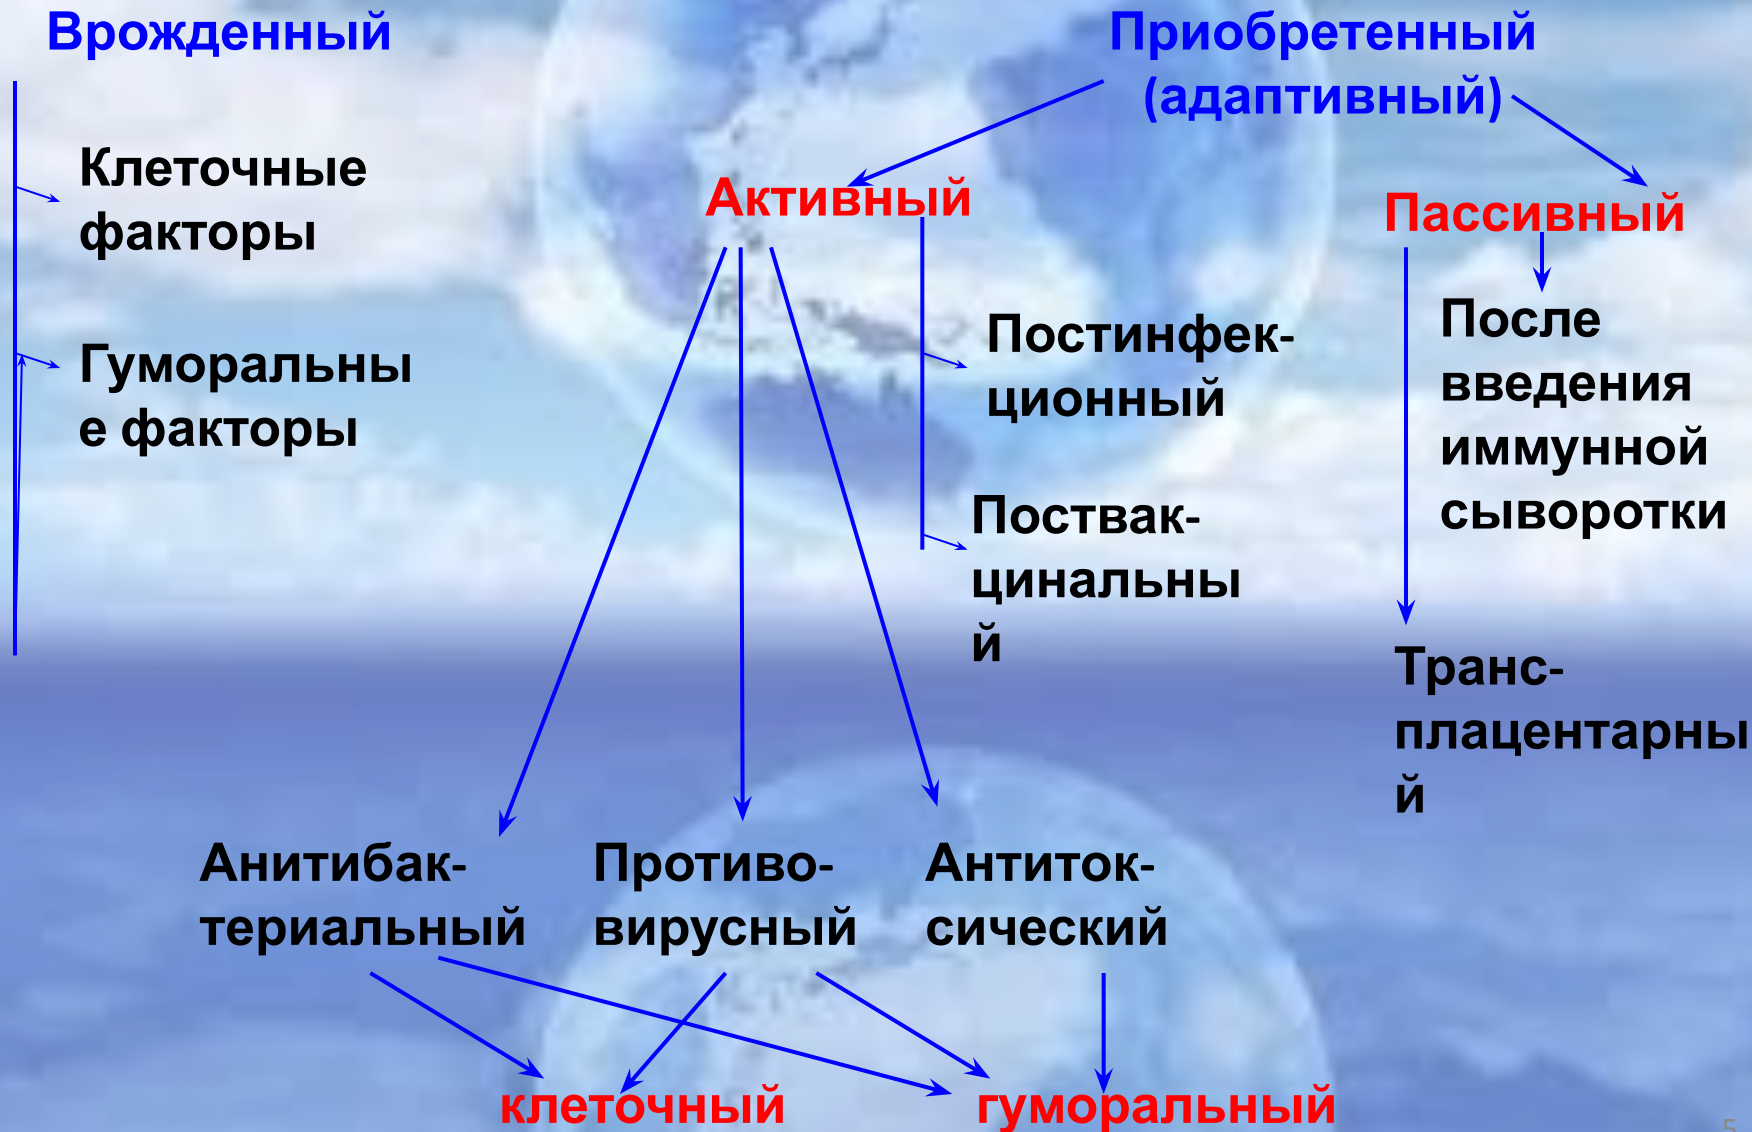 Врожденный
Приобретенный
(адаптивный)
Клеточные
факторы
Гуморальны
е факторы
Активный
Постинфек-
ционный
Поствак-
цинальны
й
Пассивный
После
введения
иммунной
сыворотки
Транс-
плацентарны
й
Анитибак-
териальный
Противо-
вирусный
Антиток-
сический
клеточный
гуморальный
5